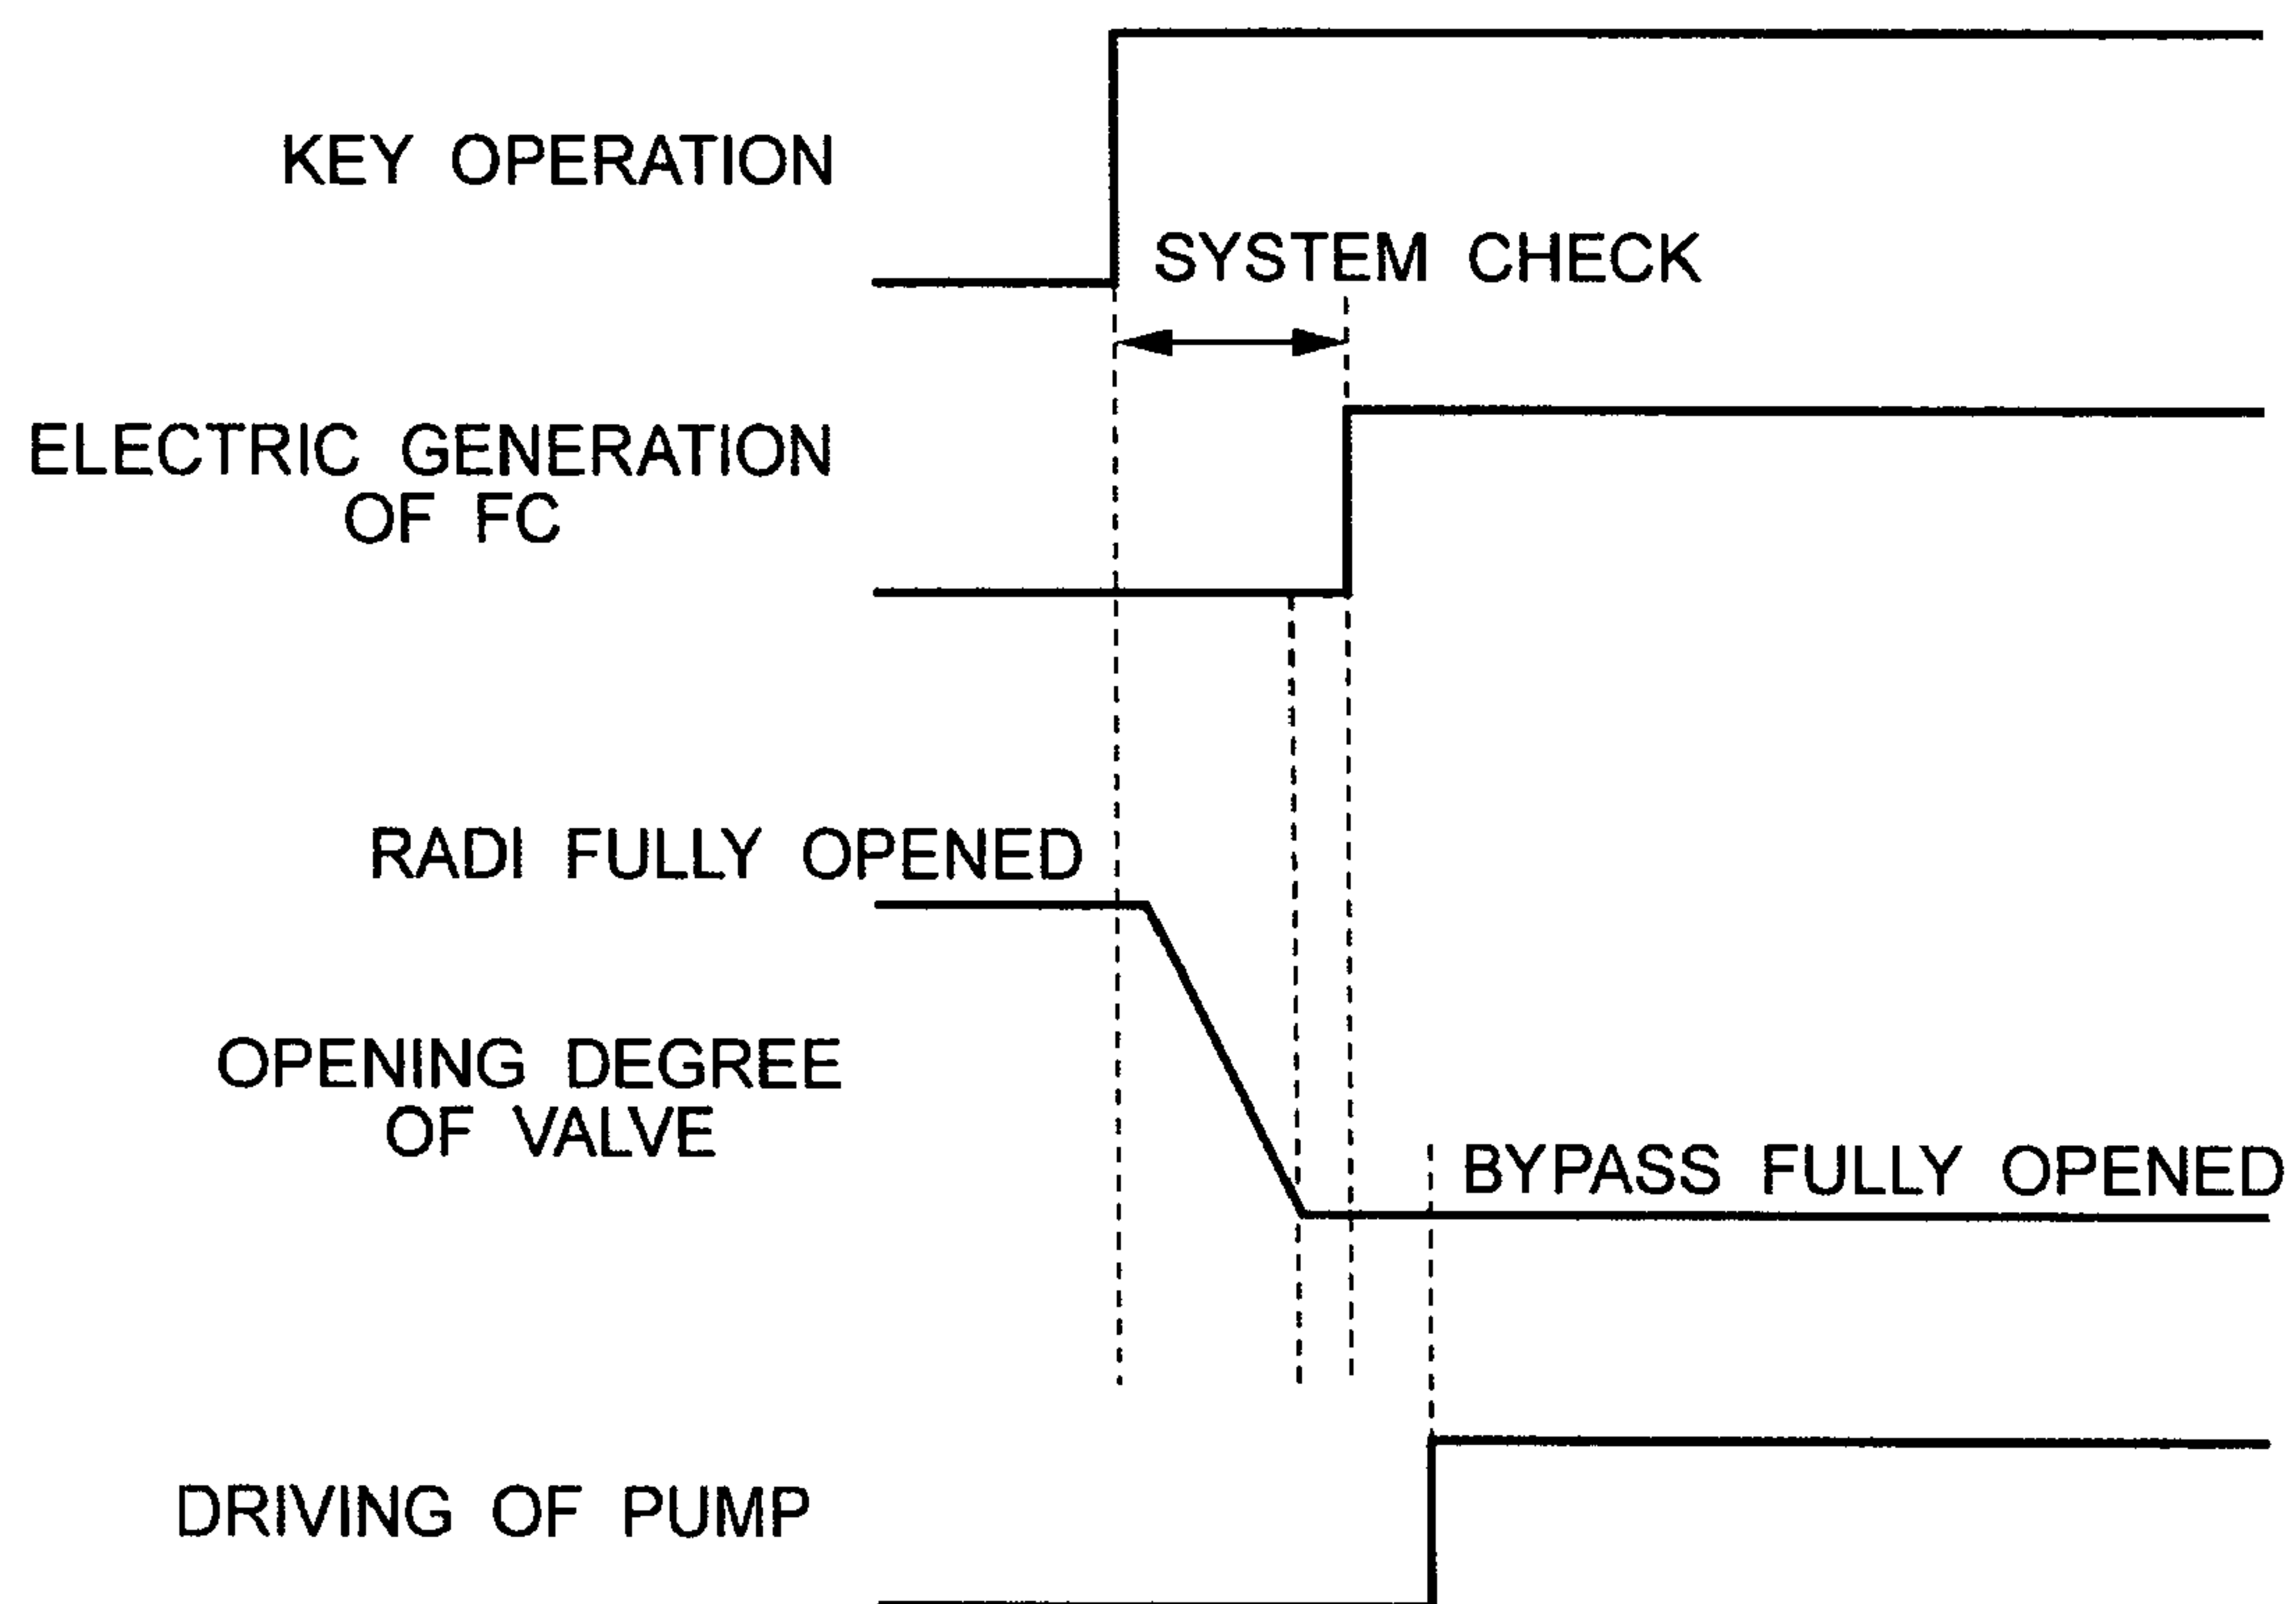 KEY OPERATION
SYSTEM CHECK
ELECTRIC GENERATION
OF FC
RADI FULLY OPENED
OPENING DEGREE
OF VALVE
BYPASS FULLY OPENED
DRIVING OF PUMP